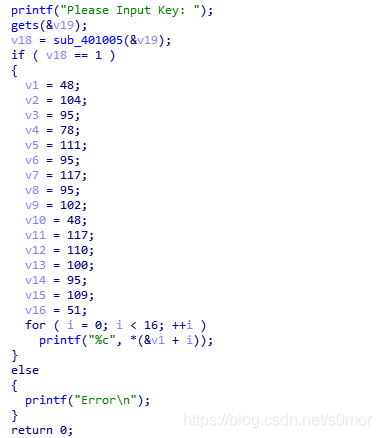 printf("Please Input Key: ");
gets(&v19);
v18 = sub_401005(&v19);
if ( v18 == 1 )
{
v1 = 48;
v2 = 104;
v3 = 95;
v4 = 78;
v5 = 111;
v6 = 95;
v7 = 117;
v8 = 95;
v9 = 102;
v10 = 48;
v11 = 117;
v12 = 110;
v13 = 100;
v14 = 95;
v15 = 109;
v16 = 51;
for ( i = 0; i < 16; ++i )
printf("%c", *(&v1 + i));
}
else
{
printf("Error\n");
}
return 0;
https://blog.csdn.net/s0mor